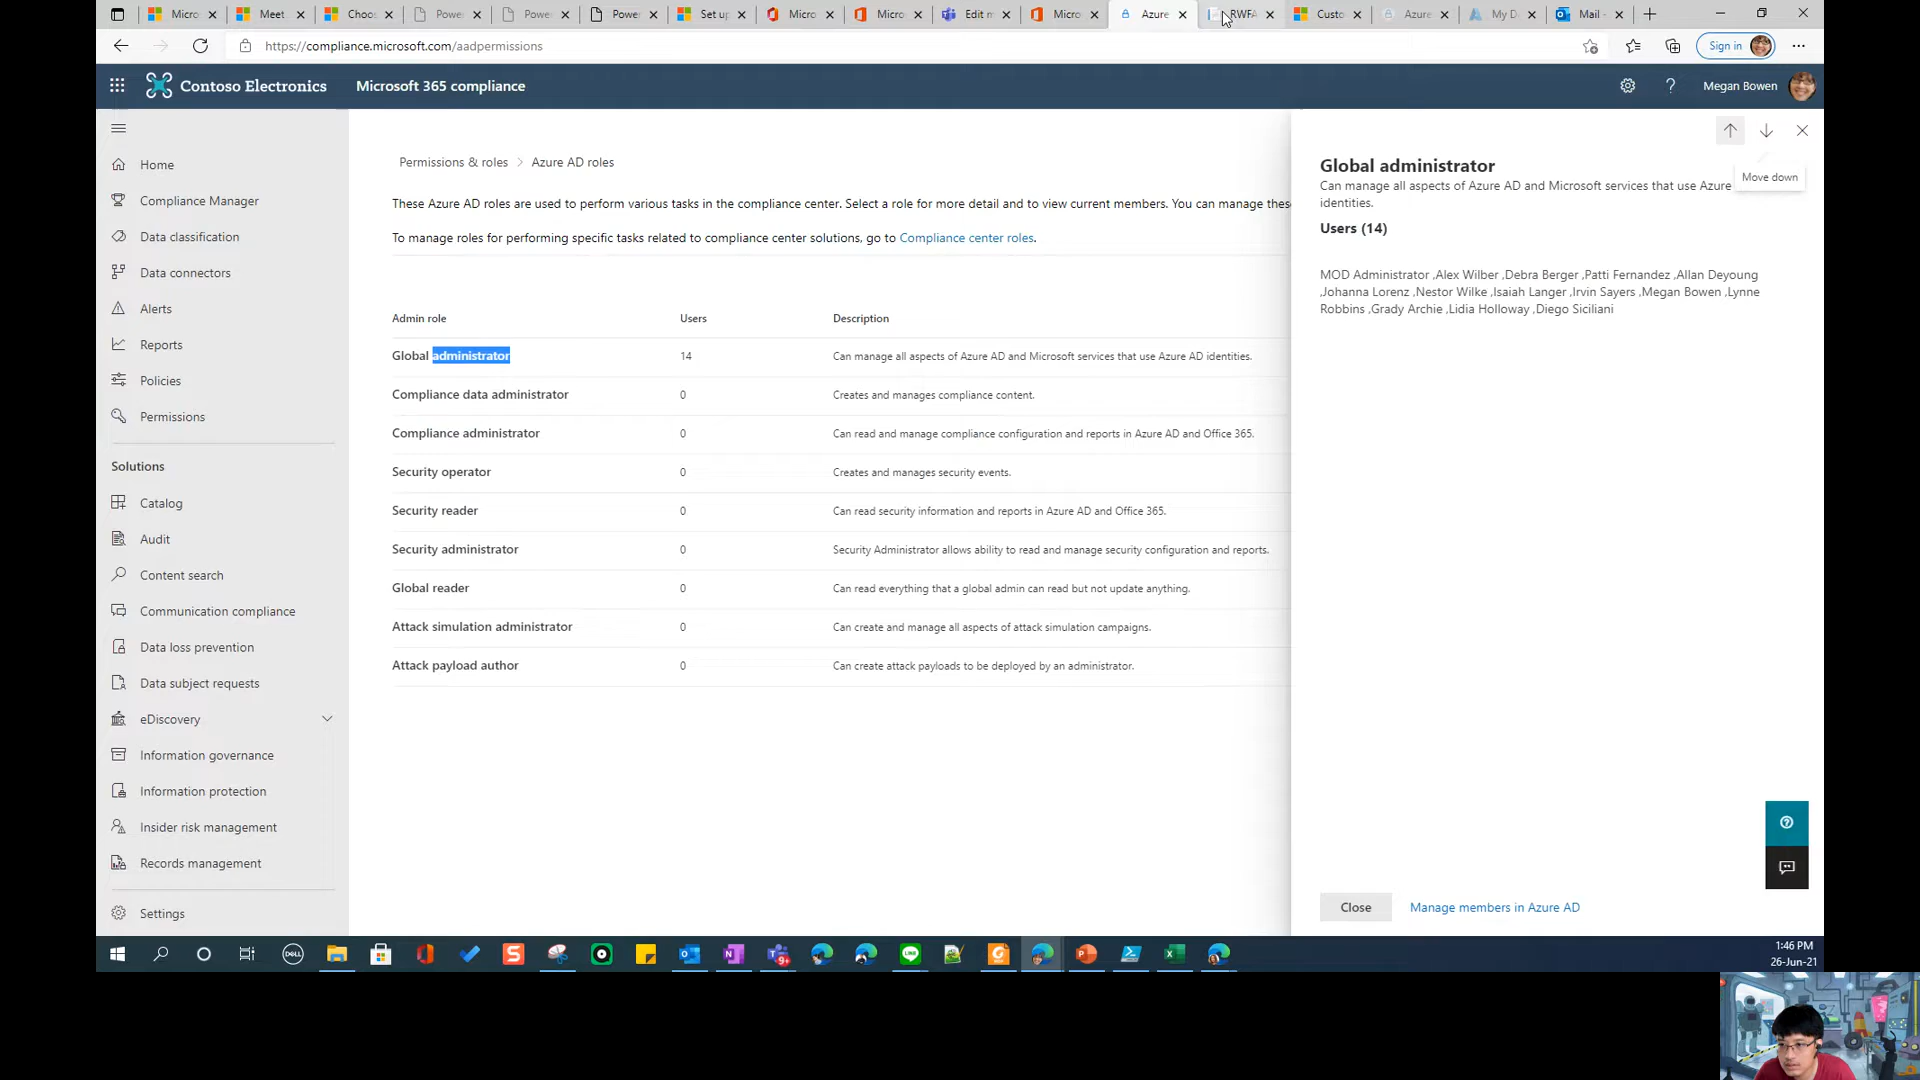 Micro
Meet
Choo
Powe
Powe
Power
Set up
Micro
Micro
Edit m
Micro
Azure
RWFA
Custo
Azure
My D
Mail -
https://compliance.microsoft.com/aadpermissions
Sign in
Contoso Electronics
Microsoft 365 compliance
Megan Bowen
Home
Compliance Manager
Data classification
Data connectors
Alerts
Reports
Policies
Permissions
Solutions
Catalog
Audit
Content search
Communication compliance
Data loss prevention
Data subject requests
eDiscovery
Information governance
Information protection
Insider risk management
Records management
Settings
Permissions & roles > Azure AD roles
These Azure AD roles are used to perform various tasks in the compliance center. Select a role for more detail and to view current members. You can manage these
To manage roles for performing specific tasks related to compliance center solutions, go to Compliance center roles.
Admin role Users Description
Global administrator 14 Can manage all aspects of Azure AD and Microsoft services that use Azure AD identities.
Compliance data administrator 0 Creates and manages compliance content.
Compliance administrator 0 Can read and manage compliance configuration and reports in Azure AD and Office 365.
Security operator 0 Creates and manages security events.
Security reader 0 Can read security information and reports in Azure AD and Office 365.
Security administrator 0 Security Administrator allows ability to read and manage security configuration and reports.
Global reader 0 Can read everything that a global admin can read but not update anything.
Attack simulation administrator 0 Can create and manage all aspects of attack simulation campaigns.
Attack payload author 0 Can create attack payloads to be deployed by an administrator.
Global administrator
Can manage all aspects of Azure AD and Microsoft services that use Azure
identities.
Move down
Users (14)
MOD Administrator ,Alex Wilber ,Debra Berger ,Patti Fernandez ,Allan Deyoung
,Johanna Lorenz ,Nestor Wilke ,Isaiah Langer ,Irvin Sayers ,Megan Bowen ,Lynne
Robbins ,Grady Archie ,Lidia Holloway ,Diego Siciliani
Close
Manage members in Azure AD
DELL
LINE
9+
1:46 PM
26-Jun-21